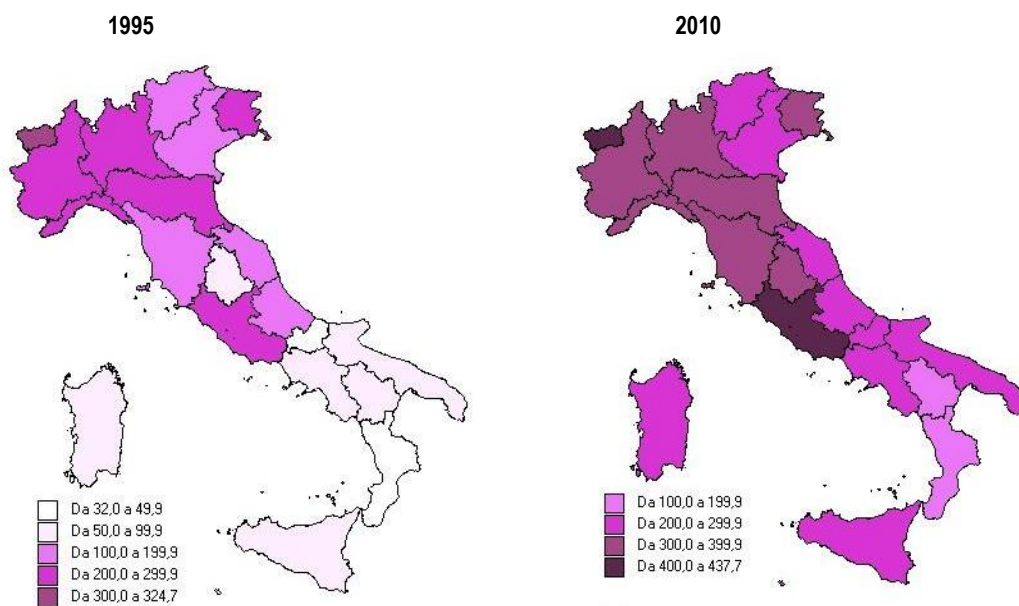 1995
2010
Da 32,0 a 49,9
Da 50,0 a 99,9
Da 100,0 a 199,9
Da 200,0 a 299,9
Da 300,0 a 324,7
Da 100,0 a 199,9
Da 200,0 a 299,9
Da 300,0 a 399,9
Da 400,0 a 437,7